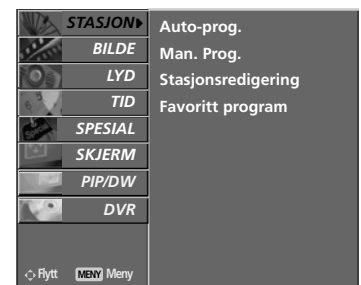 STASJON
BILDE
LYD
TID
SPESIAL
SKJERM
PIP/DW
DVR
Flytt MENY Meny
Auto-prog.
Man. Prog.
Stasjonsredigering
Favoritt program